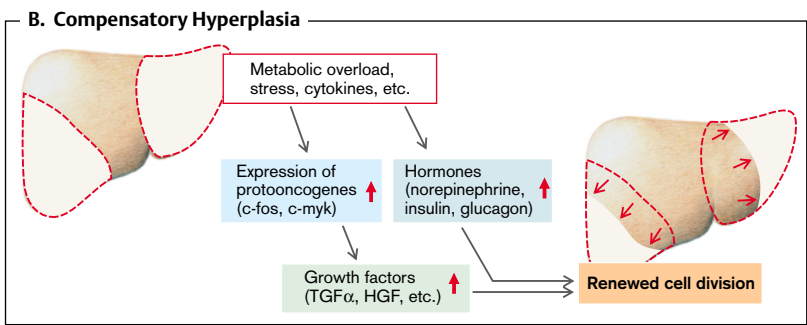 B. Compensatory Hyperplasia
Metabolic overload,
stress, cytokines, etc.
Expression of
protooncogenes
(c-fos, c-myk)
Hormones
(norepinephrine,
insulin, glucagon)
Growth factors
(TGFα, HGF, etc.)
Renewed cell division